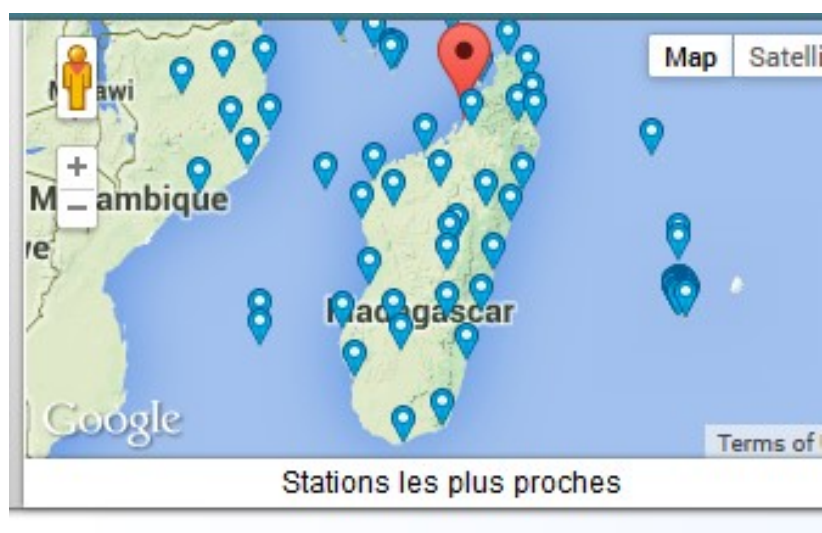 Map Satelli
awi
M ambique
Madagascar
Google
Terms of
Stations les plus proches